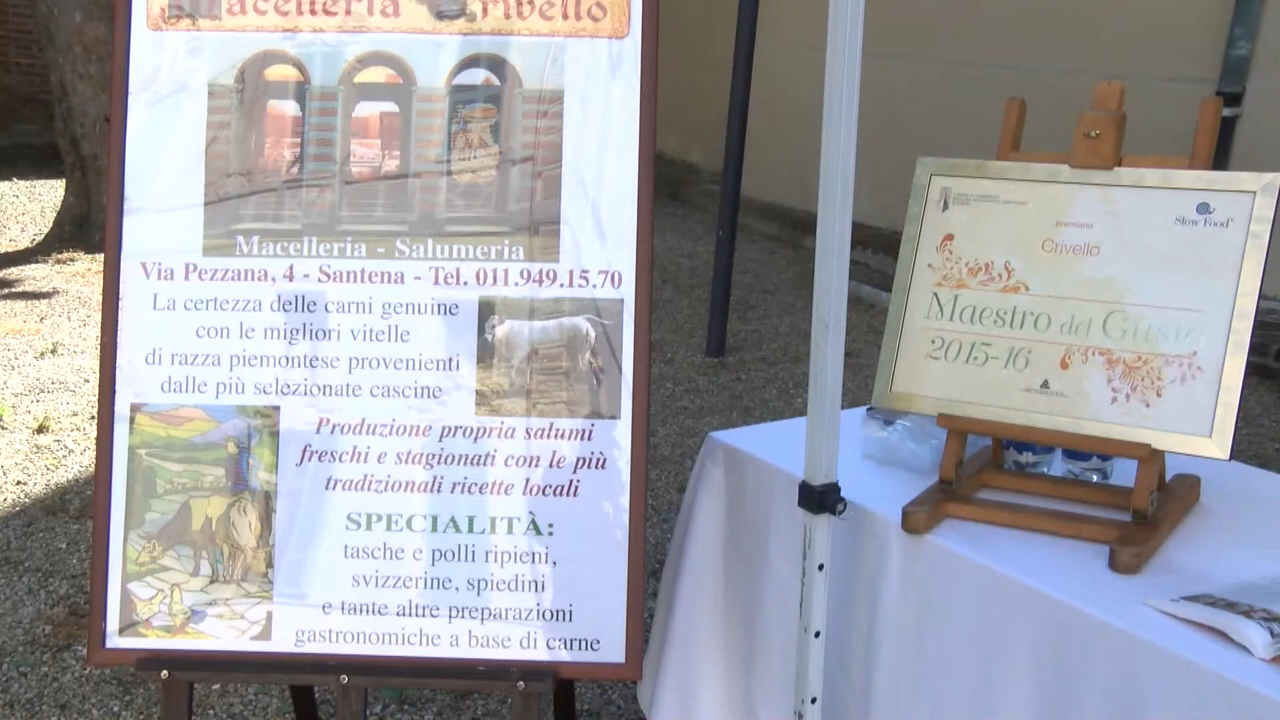 Macelleria Crivello
Macelleria - Salumeria
Via Pezzana, 4 - Santena - Tel. 011.949.15.70
La certezza delle carni genuine
con le migliori vitelle
di razza piemontese provenienti
dalle più selezionate cascine
Produzione propria salumi
freschi e stagionati con le più
tradizionali ricette locali
SPECIALITÀ:
tasche e polli ripieni,
svizzerine, spiedini
e tante altre preparazioni
gastronomiche a base di carne
Slow Food®
premiano
Crivello
Maestro del Gusto
2015-16